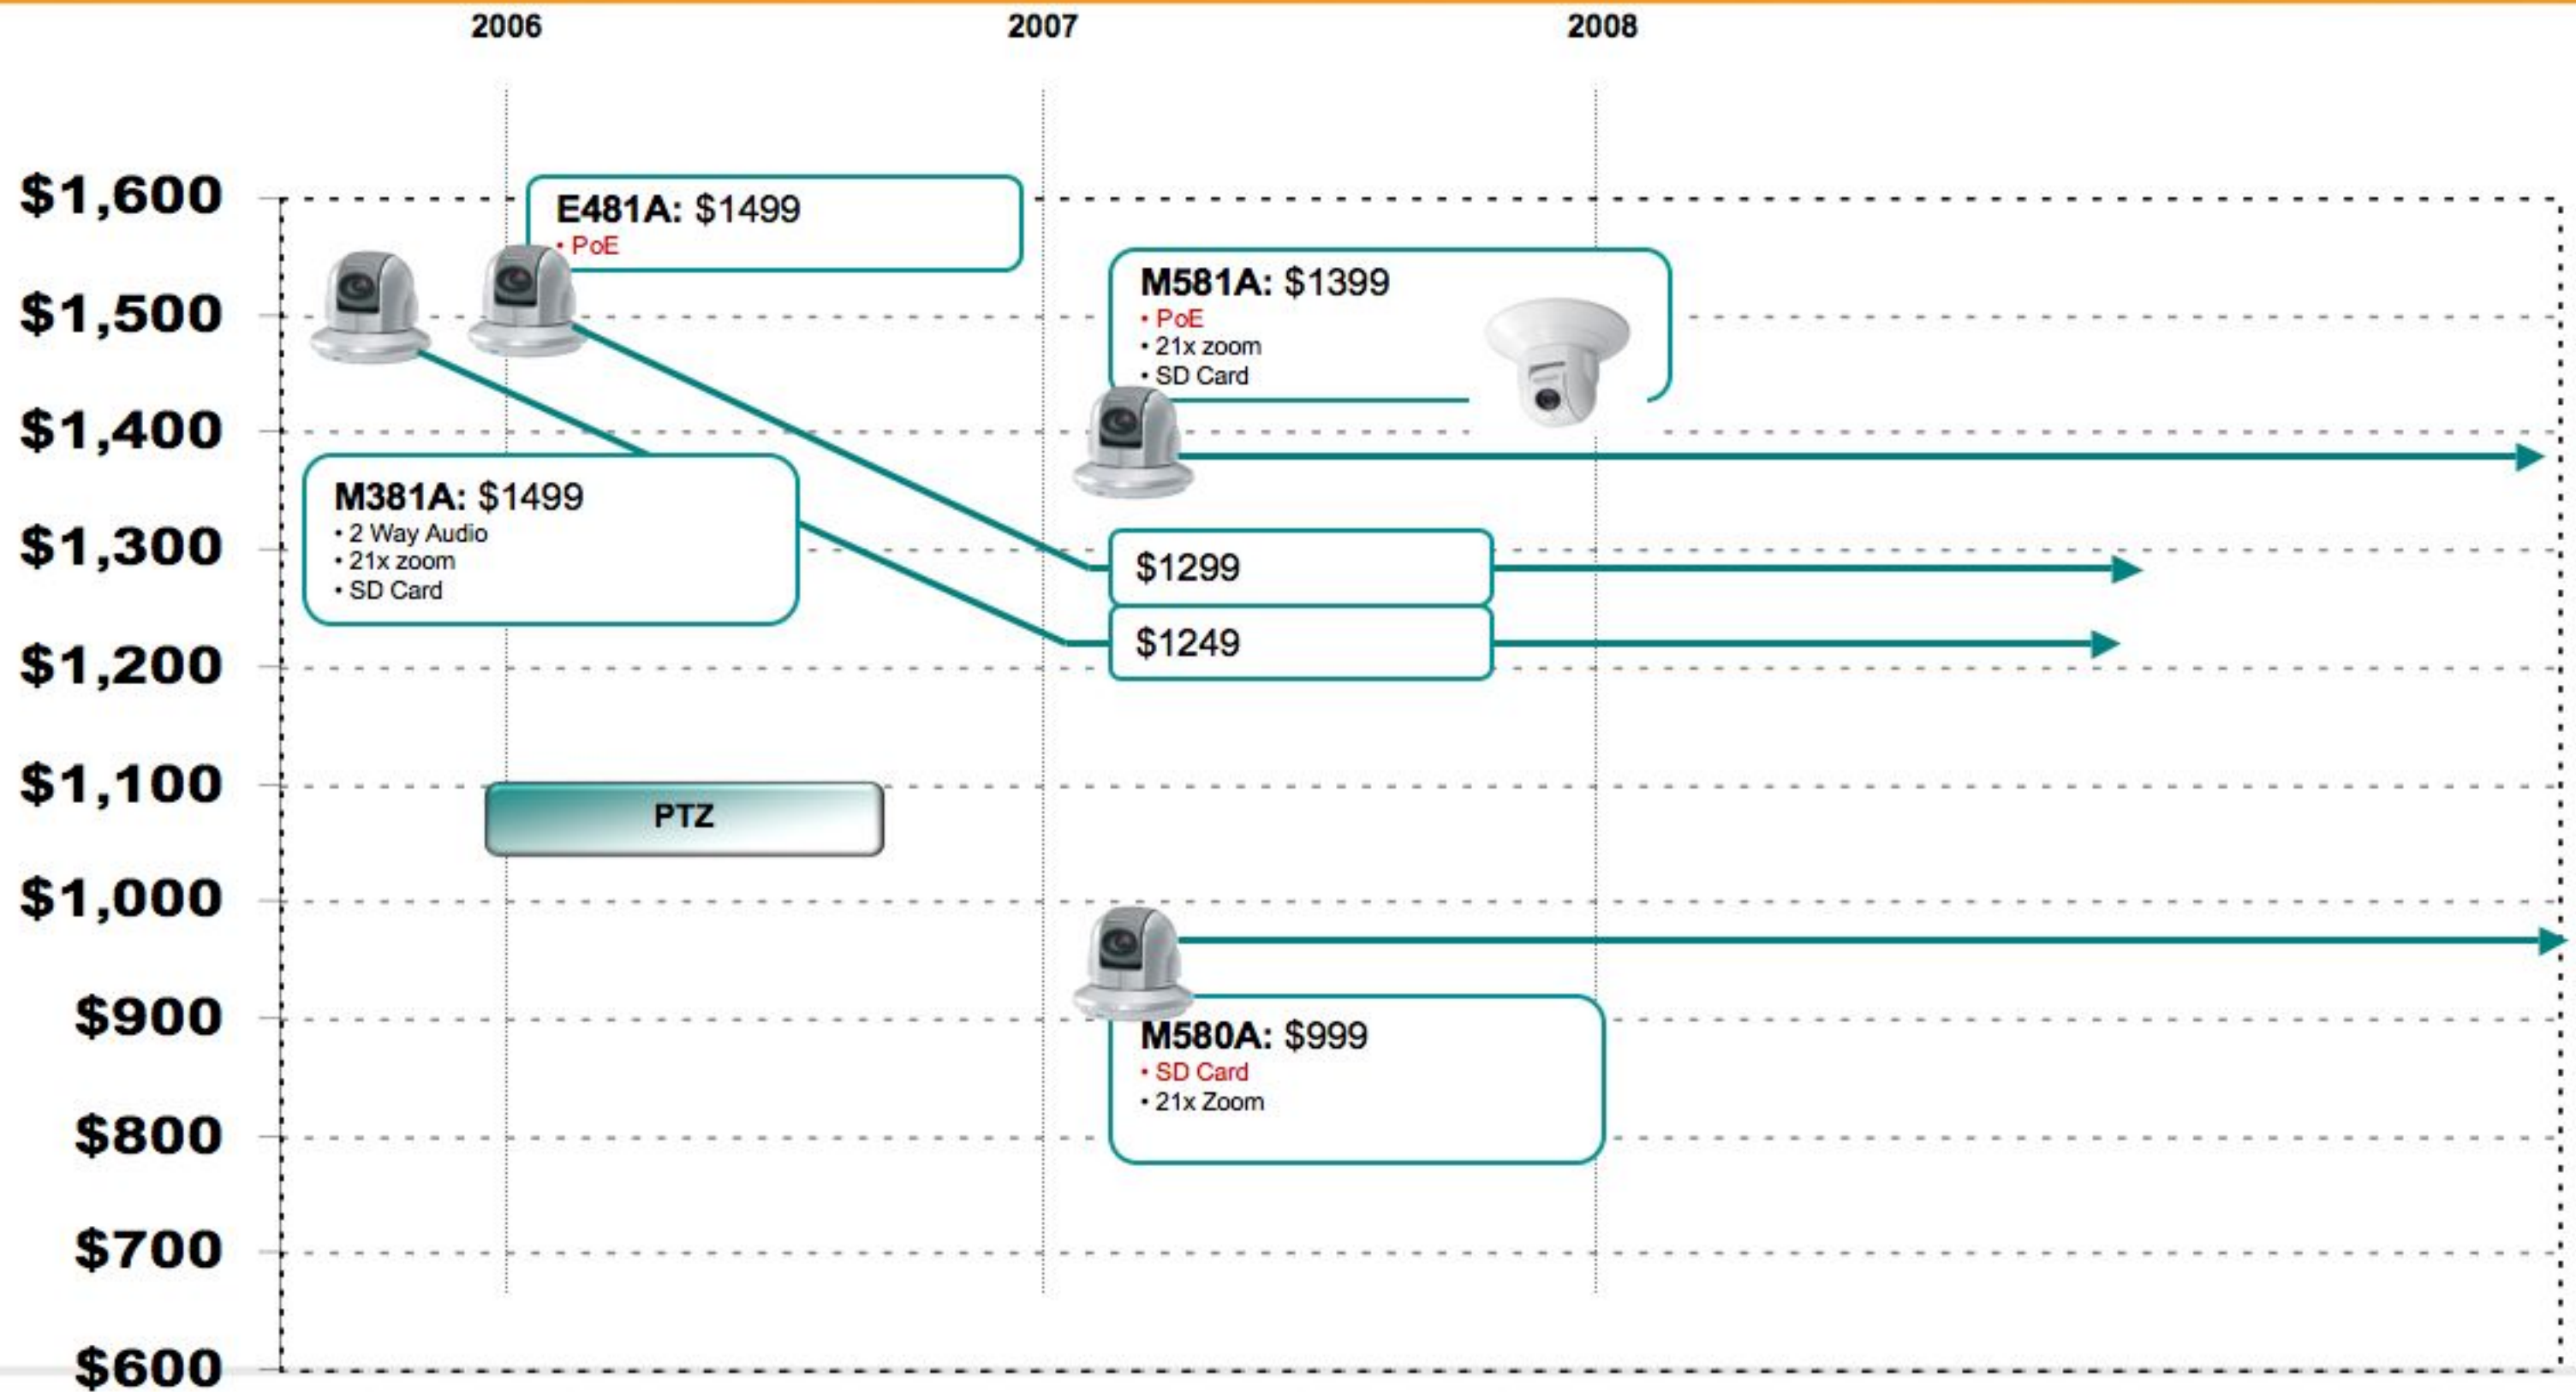 2006 2007 2008
$1,600
E481A: $1499
• PoE
M581A: $1399
• PoE
• 21x zoom
• SD Card
$1,500
$1,400
M381A: $1499
• 2 Way Audio
• 21x zoom
• SD Card
$1,300
$1299
$1249
$1,200
$1,100
PTZ
$1,000
$900
M580A: $999
• SD Card
• 21x Zoom
$800
$700
$600